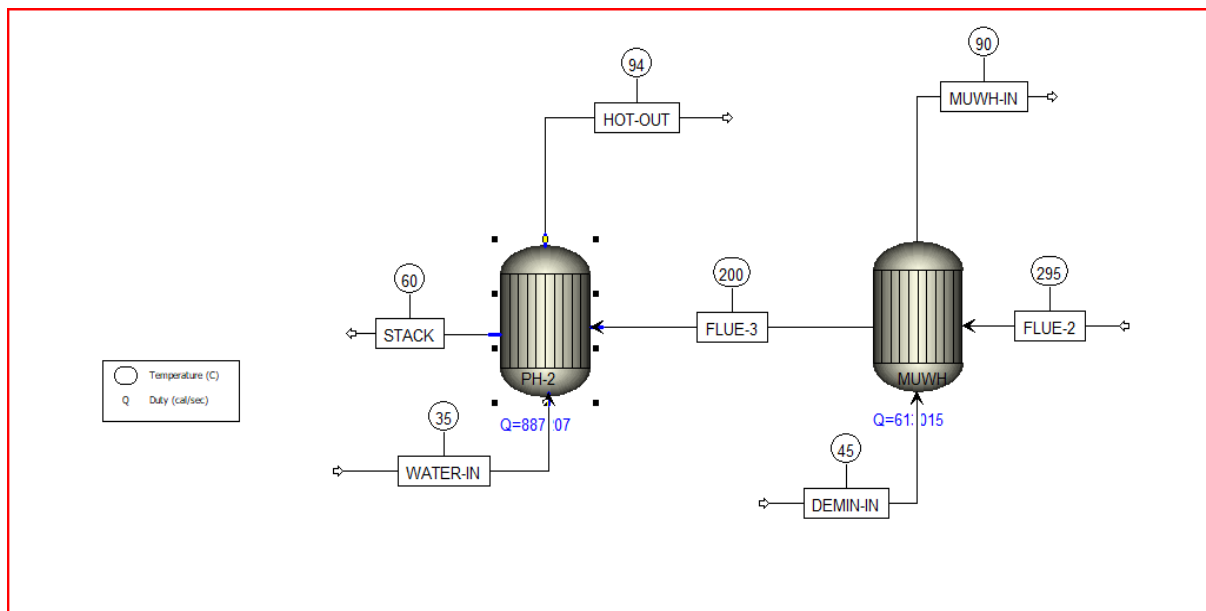 90
94
MUWH-IN
HOT-OUT
60
200
295
STACK
FLUE-3
FLUE-2
Temperature (C)
Q Duty (cal/sec)
PH-2
MUWH
35
45
WATER-IN
DEMIN-IN